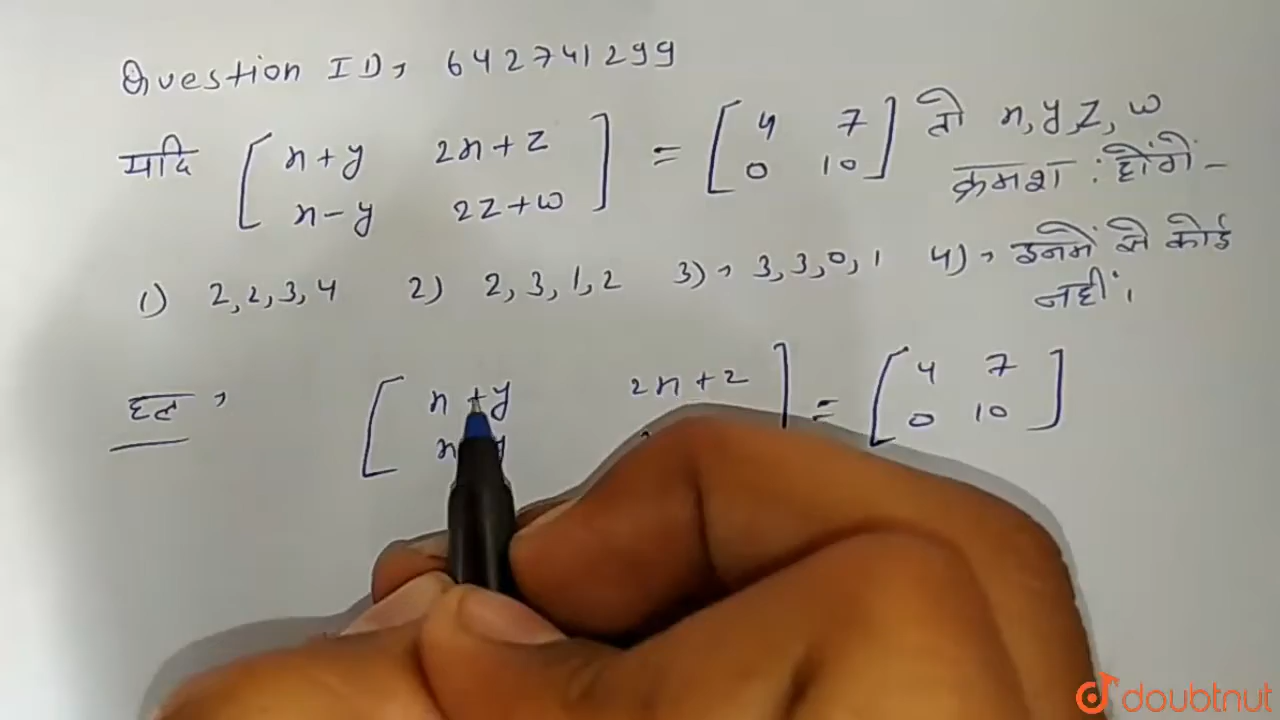 Question ID, 642741299
यदि [ x+y 2x+z ] = [ 4 7 ] तो x, y, z, w
x-y 2z+w 0 10 क्रमशः होंगे -
1) 2,2,3,4 2) 2,3,1,2 3), 3,3,0,1 4), इनमें से कोई
नहीं।
हल, [ x+y 2x+z ] = [ 4 7 ]
0 10
doubtnut